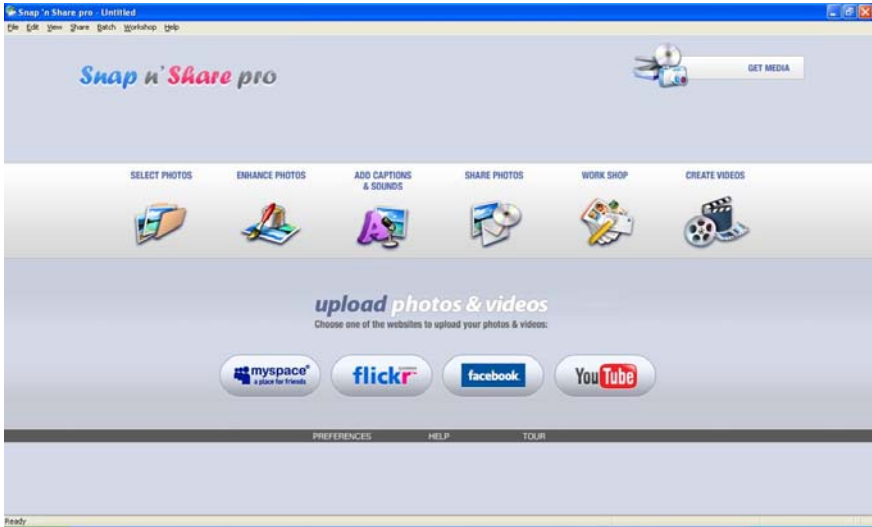 Snap 'n Share pro - Untitled
File Edit View Share Batch Workshop Help
Snap n' Share pro
GET MEDIA
SELECT PHOTOS
ENHANCE PHOTOS
ADD CAPTIONS
& SOUNDS
SHARE PHOTOS
WORK SHOP
CREATE VIDEOS
upload photos & videos
Choose one of the websites to upload your photos & videos:
myspace
a place for friends
flickr
facebook
You Tube
PREFERENCES HELP TOUR
Ready